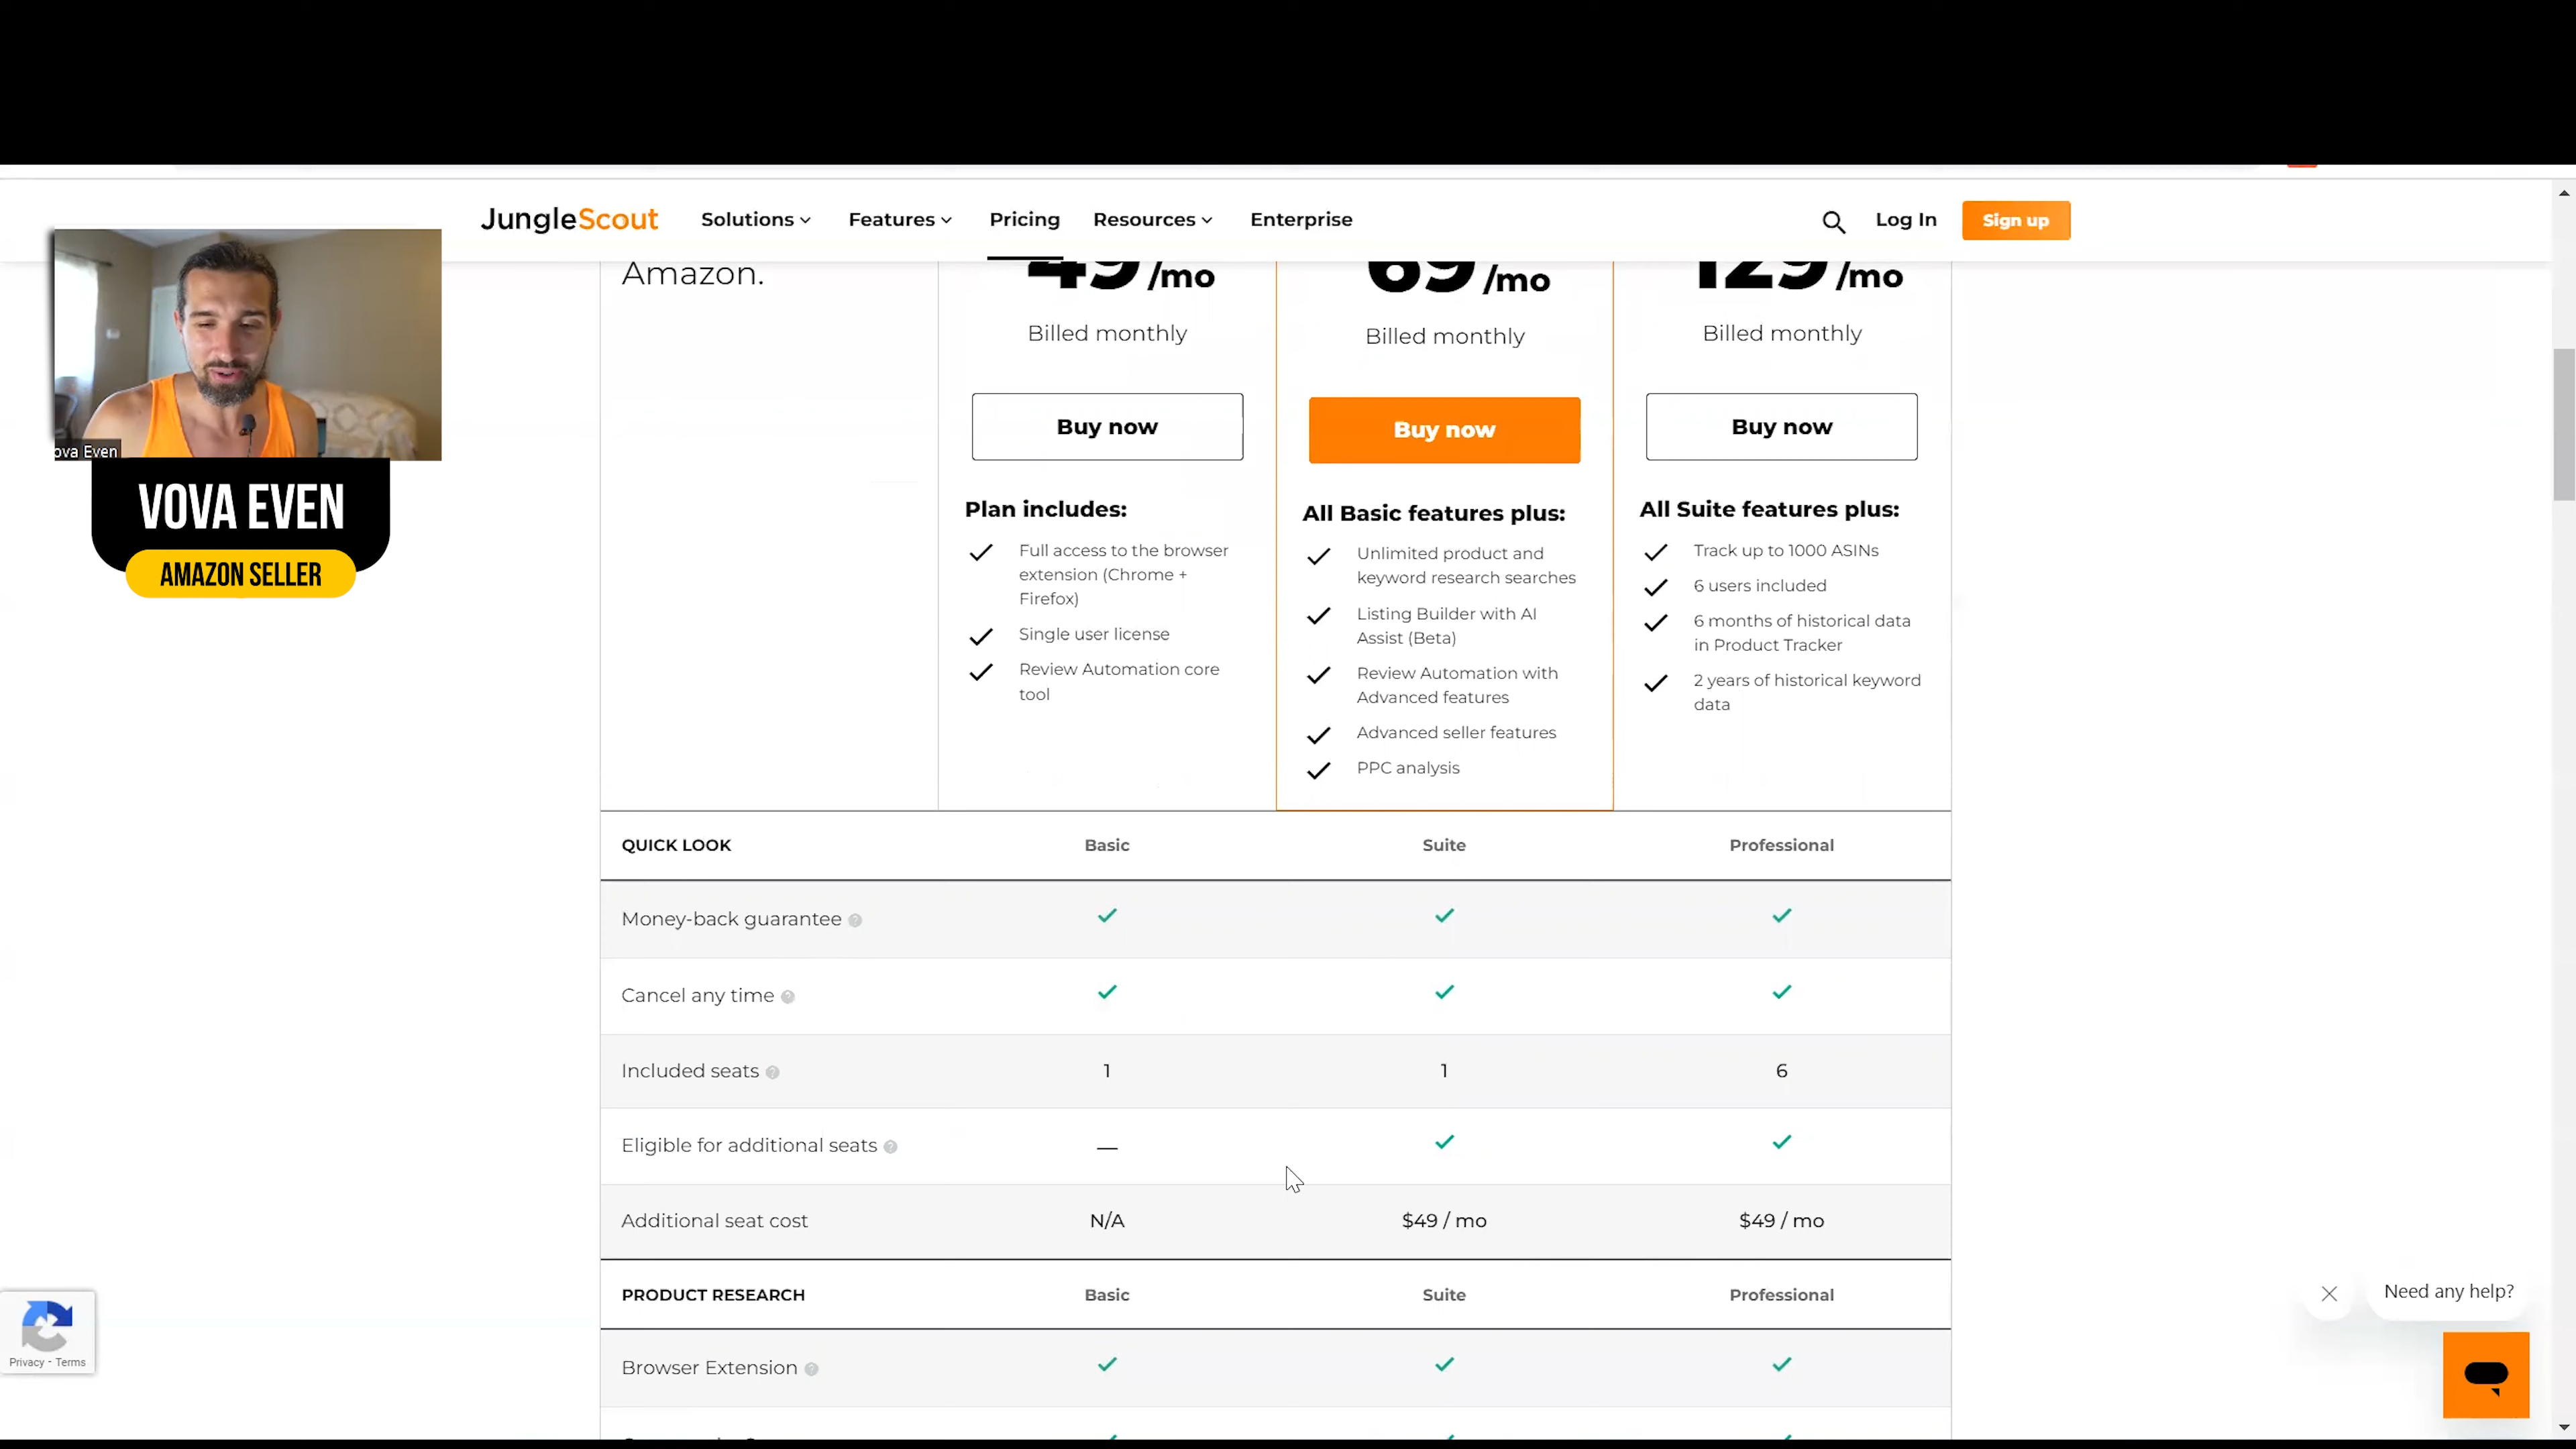 JungleScout
Solutions
Features
Pricing
Resources
Enterprise
Log In
Sign up
Amazon.
49/mo
69/mo
129/mo
Billed monthly
Billed monthly
Billed monthly
Buy now
Buy now
Buy now
ova Even
VOVA EVEN
AMAZON SELLER
Plan includes:
Full access to the browser
extension (Chrome +
Firefox)
Single user license
Review Automation core
tool
All Basic features plus:
Unlimited product and
keyword research searches
Listing Builder with AI
Assist (Beta)
Review Automation with
Advanced features
Advanced seller features
PPC analysis
All Suite features plus:
Track up to 1000 ASINs
6 users included
6 months of historical data
in Product Tracker
2 years of historical keyword
data
QUICK LOOK Basic Suite Professional
Money-back guarantee
Cancel any time
Included seats 1 1 6
Eligible for additional seats —
Additional seat cost N/A $49 / mo $49 / mo
PRODUCT RESEARCH Basic Suite Professional
Browser Extension
Need any help?
Privacy - Terms